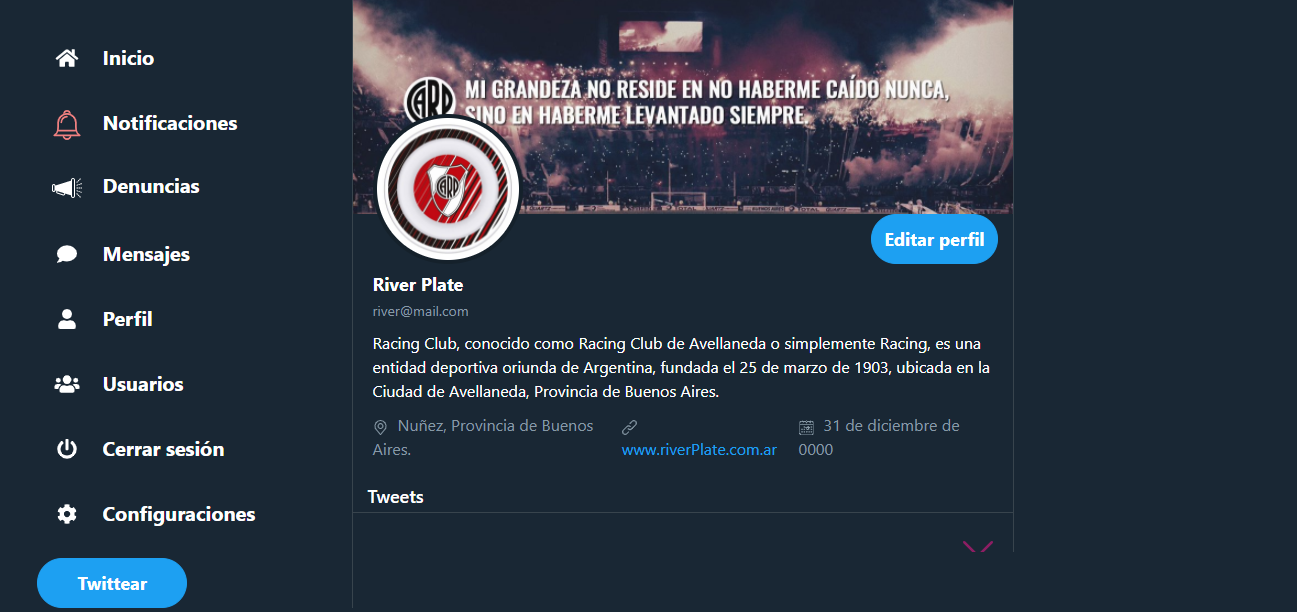 Inicio
Notificaciones
Denuncias
Mensajes
Perfil
Usuarios
Cerrar sesión
Configuraciones
Twittear
MI GRANDEZA NO RESIDE EN NO HABERME CAÍDO NUNCA,
SINO EN HABERME LEVANTADO SIEMPRE.
CARP
Editar perfil
River Plate
river@mail.com
Racing Club, conocido como Racing Club de Avellaneda o simplemente Racing, es una
entidad deportiva oriunda de Argentina, fundada el 25 de marzo de 1903, ubicada en la
Ciudad de Avellaneda, Provincia de Buenos Aires.
Nuñez, Provincia de Buenos
Aires.
www.riverPlate.com.ar
31 de diciembre de
0000
Tweets